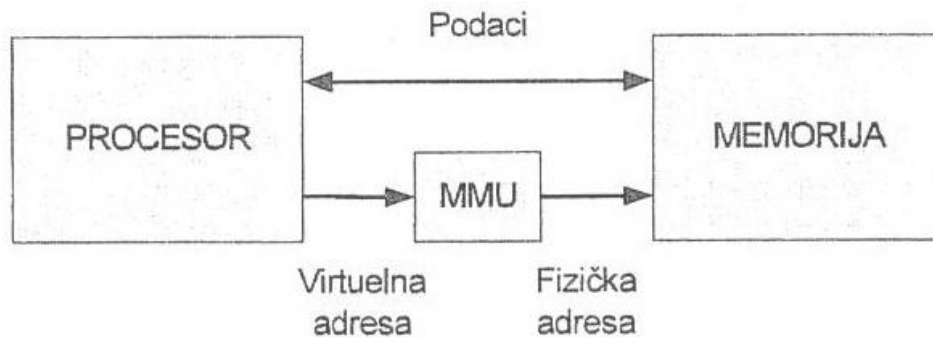 Podaci
PROCESOR
MEMORIJA
MMU
Virtuelna
adresa
Fizička
adresa